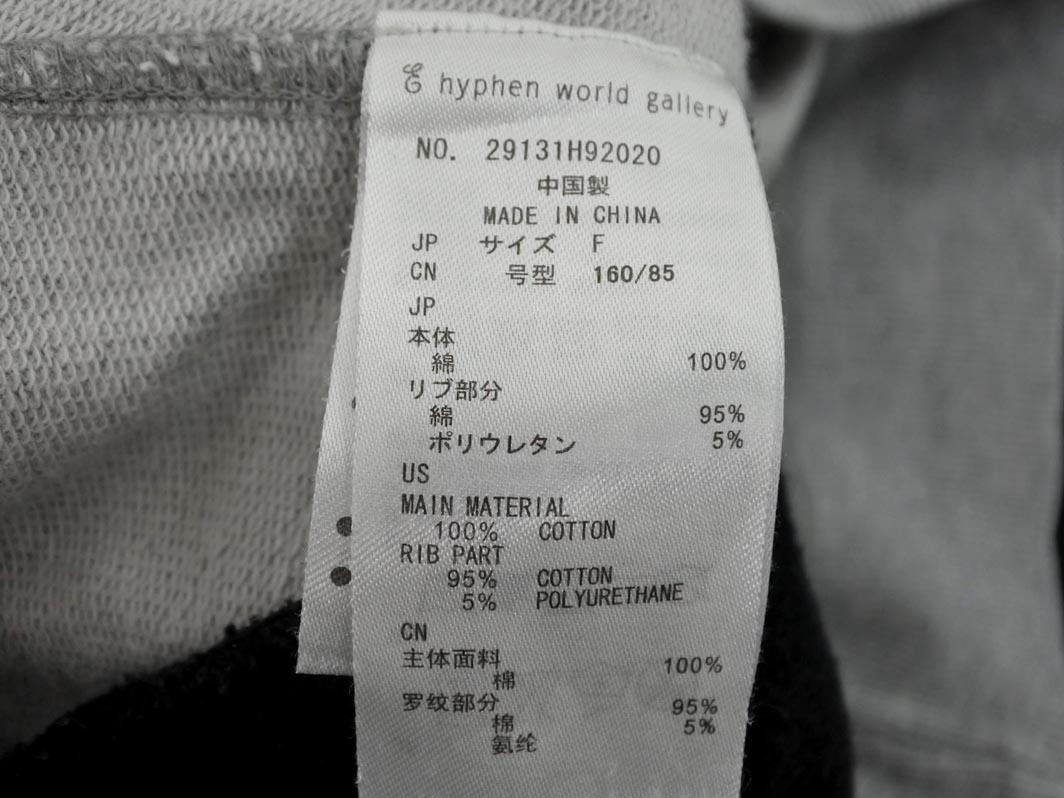 hyphen world gallery
NO. 29131H92020
中国製
MADE IN CHINA
JP サイズ F
CN 号型 160/85
JP
本体
綿 100%
リブ部分
綿 95%
ポリウレタン 5%
US
MAIN MATERIAL
100% COTTON
RIB PART
95% COTTON
5% POLYURETHANE
CN
主体面料 100%
棉
罗纹部分 95%
棉 5%
氨纶